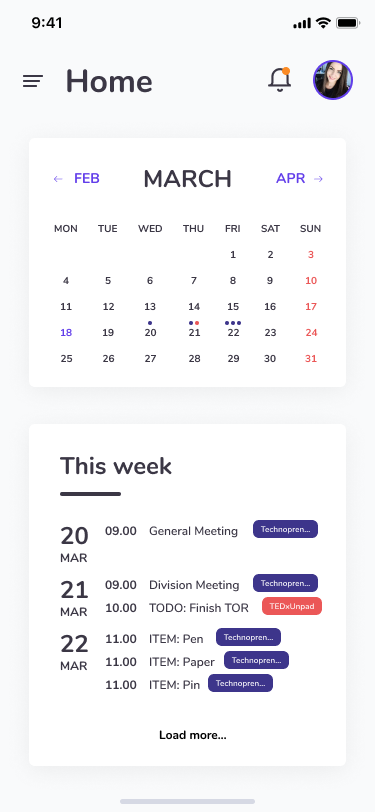 9:41
Home
← FEB MARCH APR →
MON TUE WED THU FRI SAT SUN
1 2 3
4 5 6 7 8 9 10
11 12 13 14 15 16 17
18 19 20 21 22 23 24
25 26 27 28 29 30 31
This week
20 MAR
09.00 General Meeting Technopren...
21 MAR
09.00 Division Meeting Technopren...
10.00 TODO: Finish TOR TEDxUnpad
22 MAR
11.00 ITEM: Pen Technopren...
11.00 ITEM: Paper Technopren...
11.00 ITEM: Pin Technopren...
Load more...